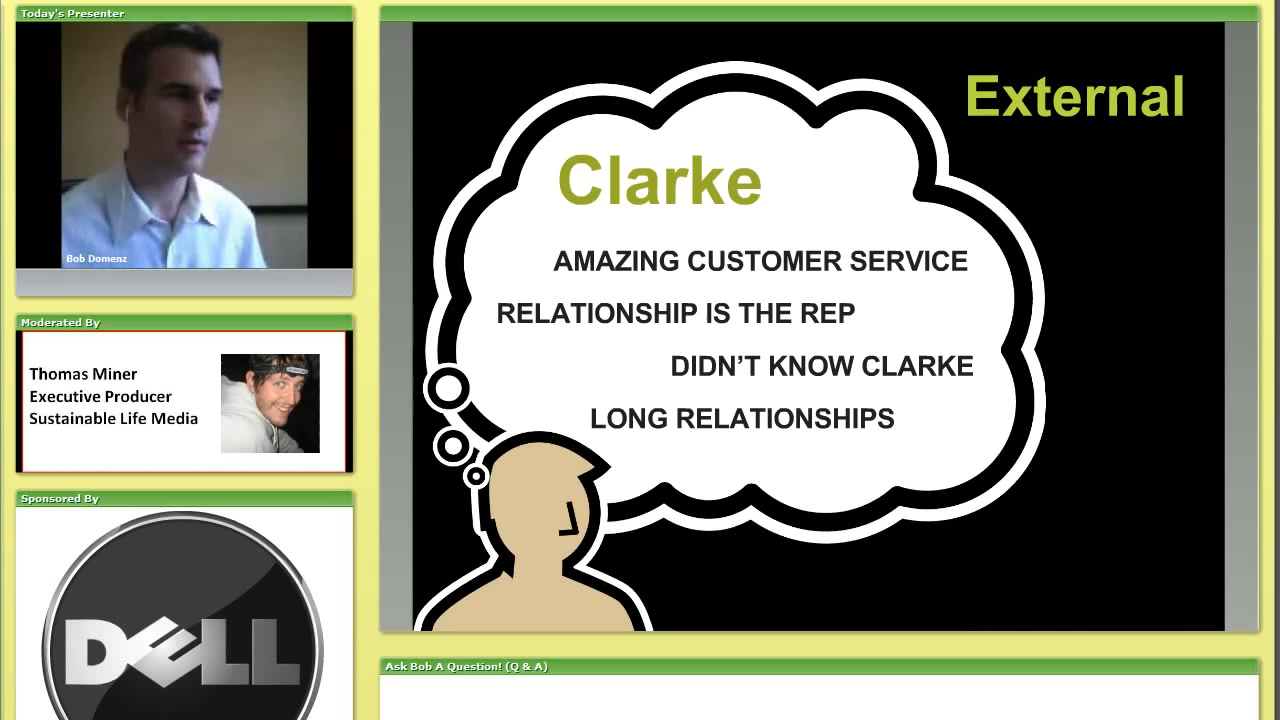 Today's Presenter
Bob Domenz
Moderated By
Thomas Miner
Executive Producer
Sustainable Life Media
Sponsored By
DELL
External
Clarke
AMAZING CUSTOMER SERVICE
RELATIONSHIP IS THE REP
DIDN'T KNOW CLARKE
LONG RELATIONSHIPS
Ask Bob A Question! (Q & A)